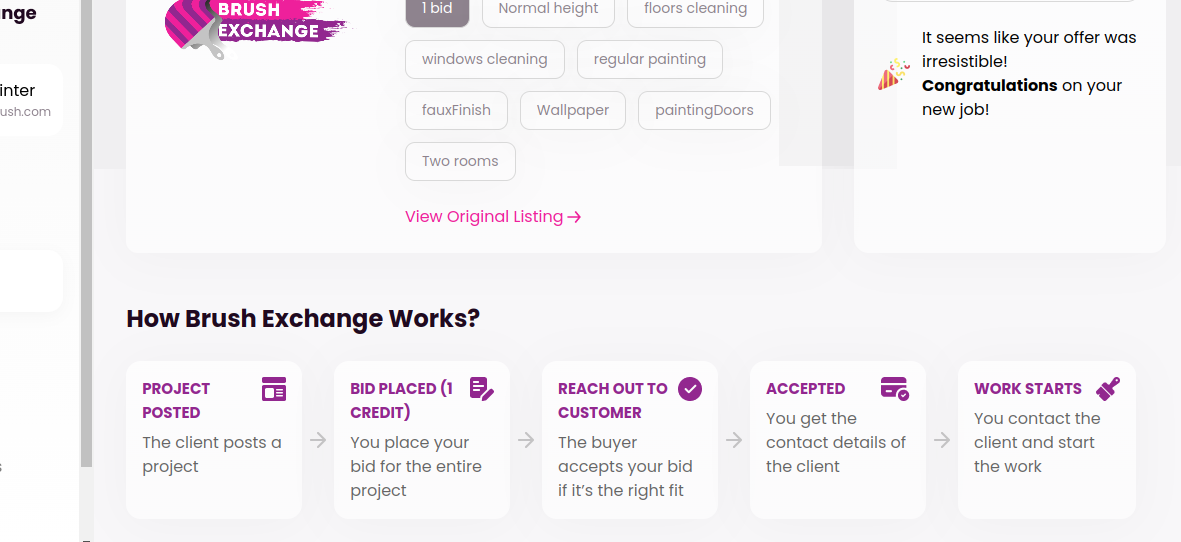 nge
inter
ush.com
s
BRUSH
EXCHANGE
1 bid
Normal height
floors cleaning
windows cleaning
regular painting
fauxFinish
Wallpaper
paintingDoors
Two rooms
View Original Listing
It seems like your offer was
irresistible!
Congratulations on your
new job!
How Brush Exchange Works?
PROJECT
POSTED
The client posts a
project
BID PLACED (1
CREDIT)
You place your
bid for the entire
project
REACH OUT TO
CUSTOMER
The buyer
accepts your bid
if it’s the right fit
ACCEPTED
You get the
contact details of
the client
WORK STARTS
You contact the
client and start
the work